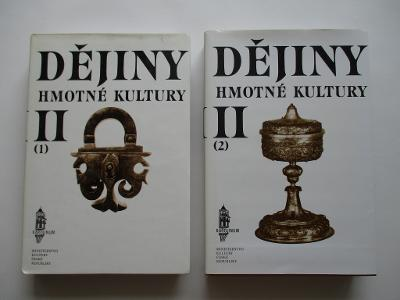 DĚJINY
HMOTNÉ KULTURY
II
(1)
DĚJINY
HMOTNÉ KULTURY
II
(2)